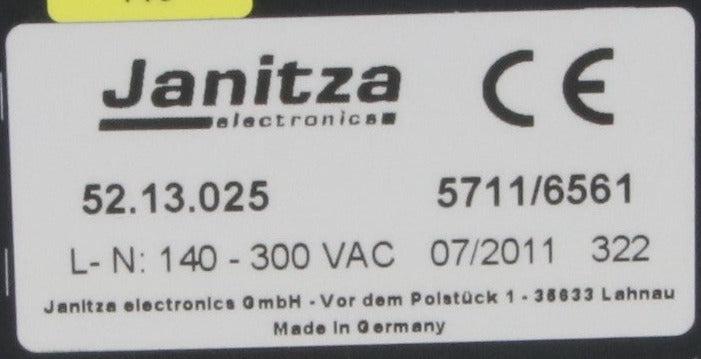 Janitza
electronics
CE
52.13.025 5711/6561
L- N: 140 - 300 VAC 07/2011 322
Janitza electronics GmbH - Vor dem Polstück 1 - 35633 Lahnau
Made in Germany